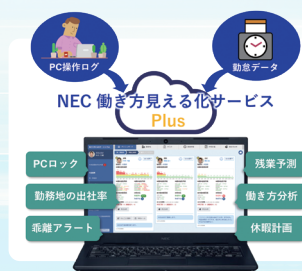 PC操作ログ
勤怠データ
NEC 働き方見える化サービス
Plus
PCロック
残業予測
勤務地の出社率
働き方分析
乖離アラート
休暇計画